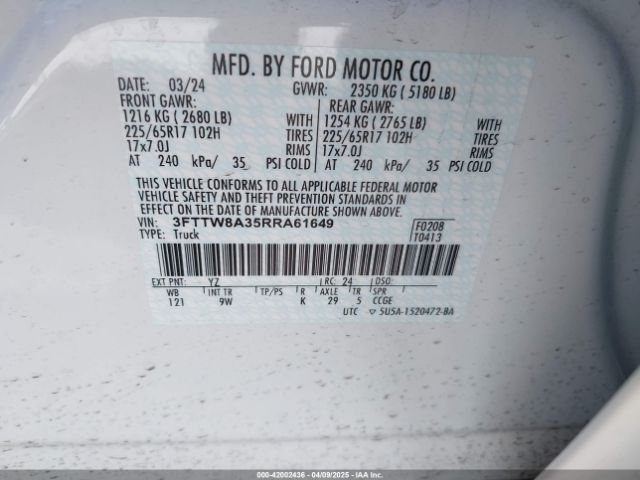 MFD. BY FORD MOTOR CO.
DATE: 03/24 GVWR: 2350 KG ( 5180 LB)
FRONT GAWR: REAR GAWR:
1216 KG ( 2680 LB) WITH 1254 KG ( 2765 LB) WITH
225/65R17 102H TIRES 225/65R17 102H TIRES
17x7.0J RIMS 17x7.0J RIMS
AT 240 kPa/ 35 PSI COLD AT 240 kPa/ 35 PSI COLD
THIS VEHICLE CONFORMS TO ALL APPLICABLE FEDERAL MOTOR
VEHICLE SAFETY AND THEFT PREVENTION STANDARDS IN
EFFECT ON THE DATE OF MANUFACTURE SHOWN ABOVE.
VIN: 3FTTW8A35RRA61649 F0208
TYPE: Truck T0413
EXT PNT: YZ RC: 24 DSO:
WB INT TR TP/PS R AXLE TR SPR
121 9W K 29 5 CCGE
UTC ▽ 5U5A-1520472-BA
000-42002436 - 04/09/2025 - IAA, Inc.